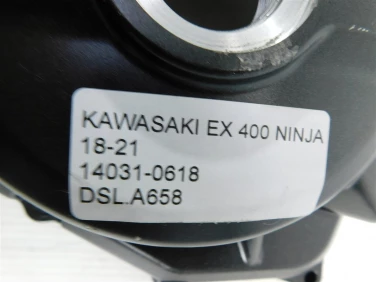 KAWASAKI EX 400 NINJA
18-21
14031-0618
DSL.A658